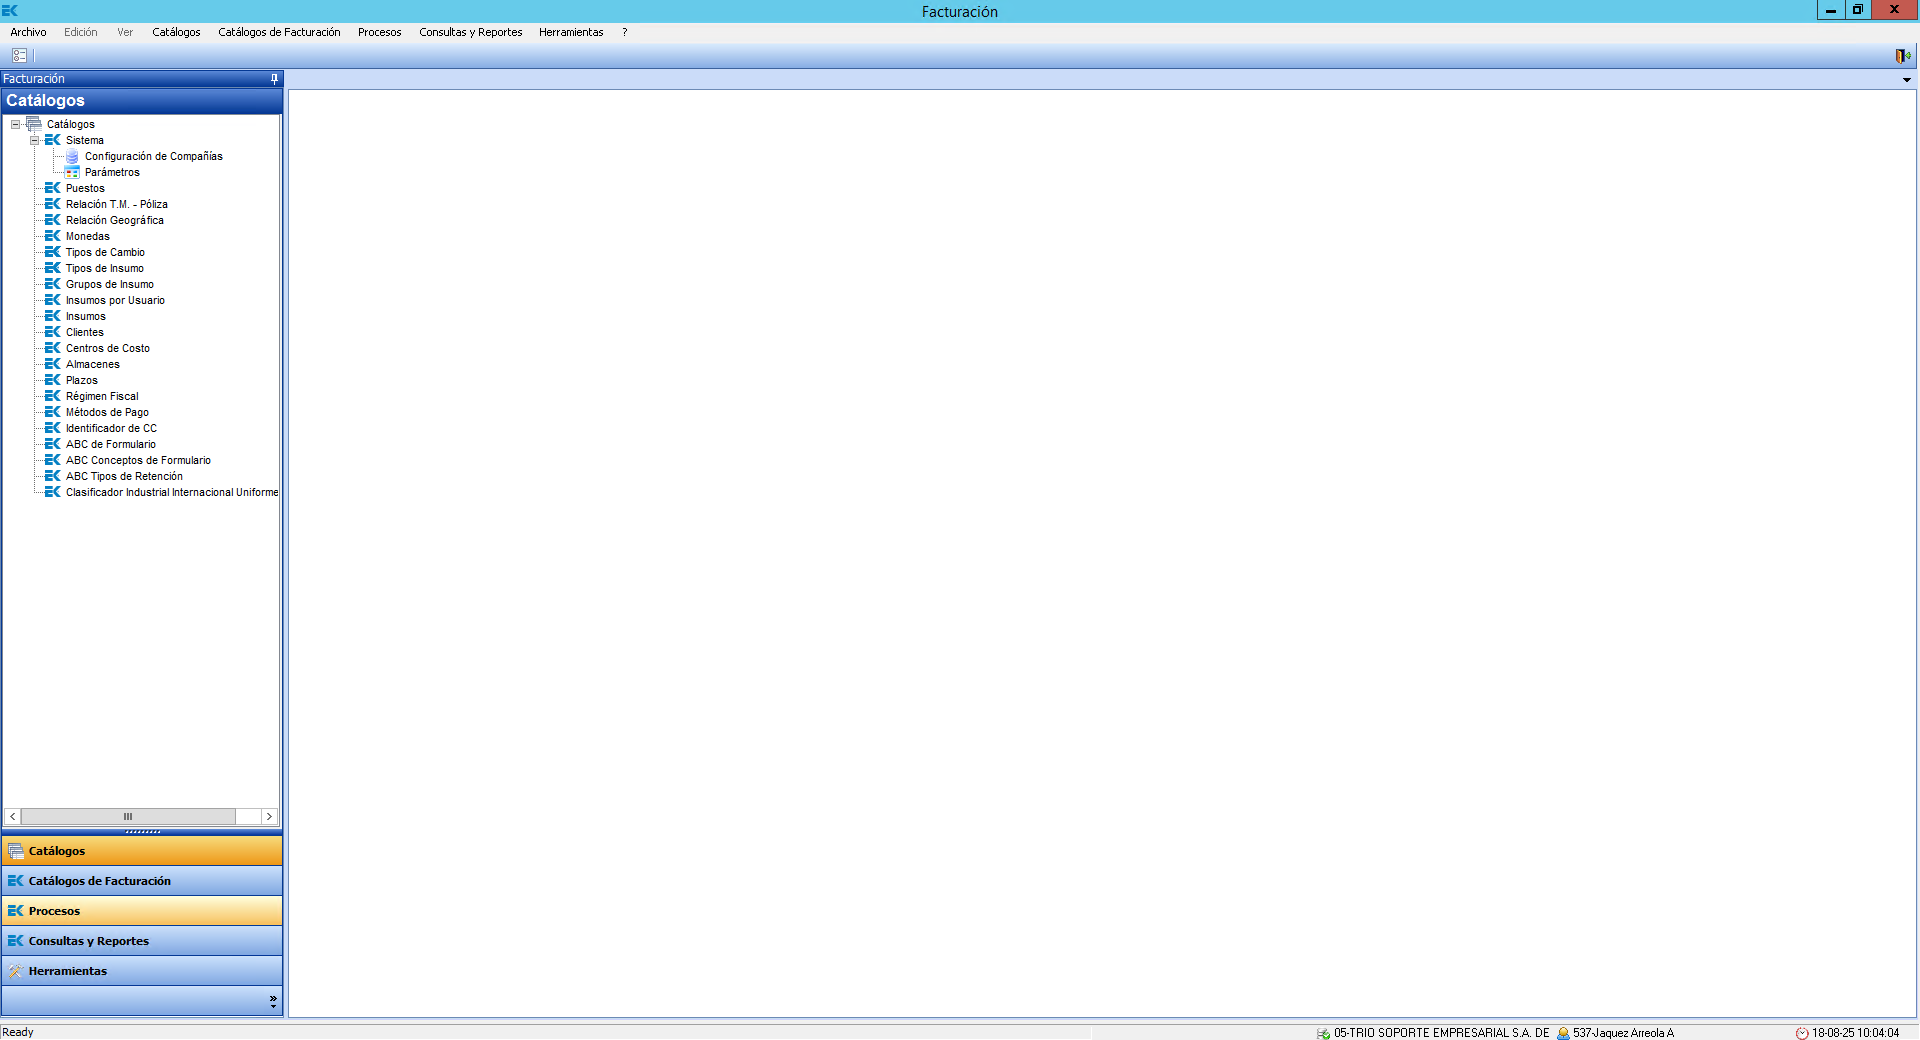 Facturación
Archivo Edición Ver Catálogos Catálogos de Facturación Procesos Consultas y Reportes Herramientas ?
Facturación
Catálogos
Catálogos
Sistema
Configuración de Compañías
Parámetros
Puestos
Relación T.M. - Póliza
Relación Geográfica
Monedas
Tipos de Cambio
Tipos de Insumo
Grupos de Insumo
Insumos por Usuario
Insumos
Clientes
Centros de Costo
Almacenes
Plazos
Régimen Fiscal
Métodos de Pago
Identificador de CC
ABC de Formulario
ABC Conceptos de Formulario
ABC Tipos de Retención
Clasificador Industrial Internacional Uniforme
Catálogos
Catálogos de Facturación
Procesos
Consultas y Reportes
Herramientas
Ready 05-TRIO SOPORTE EMPRESARIAL S.A. DE 537-Jaquez Arreola A 18-08-25 10:04:04